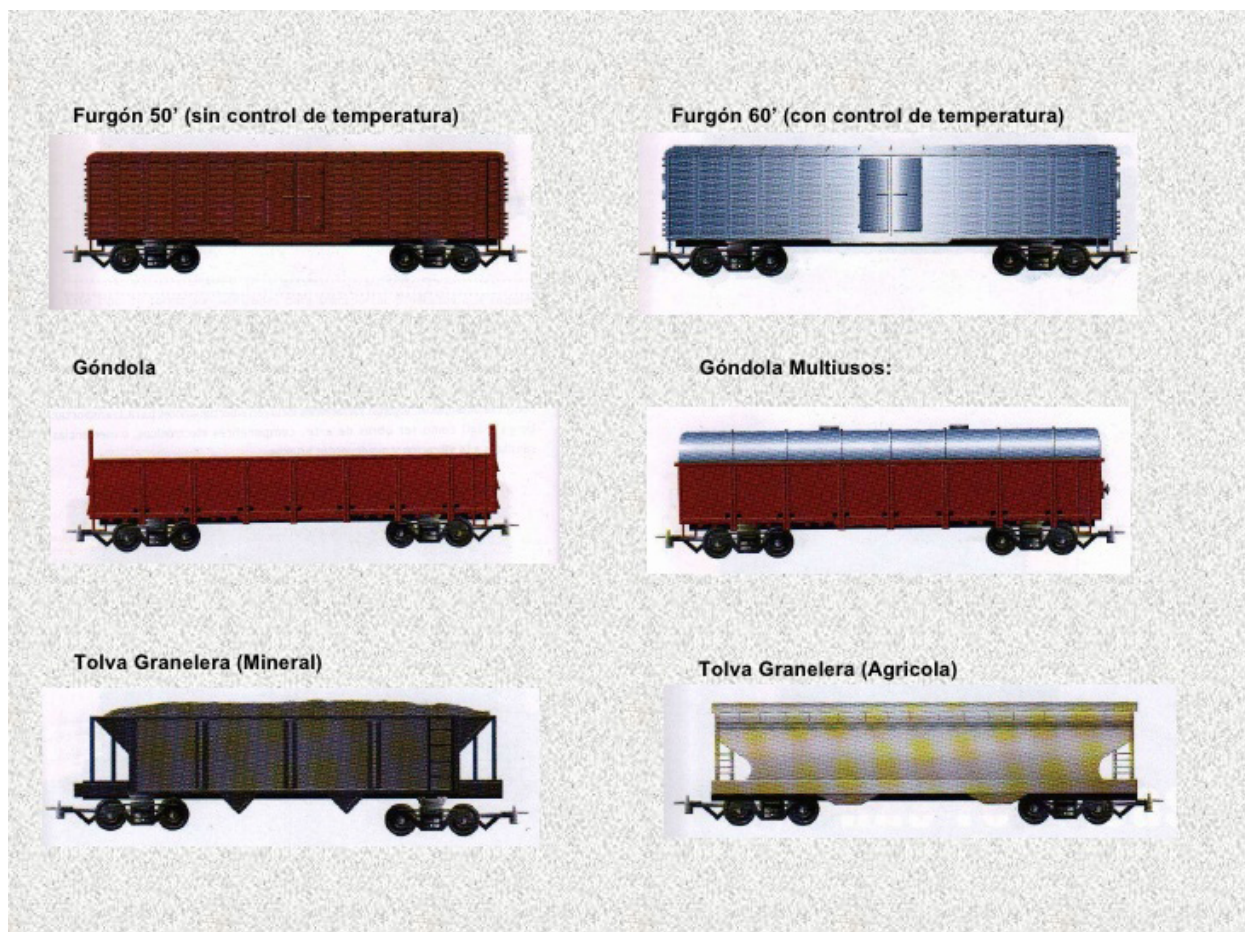 Furgón 50’ (sin control de temperatura)
Furgón 60’ (con control de temperatura)
Góndola
Góndola Multiusos:
Tolva Granelera (Mineral)
Tolva Granelera (Agricola)